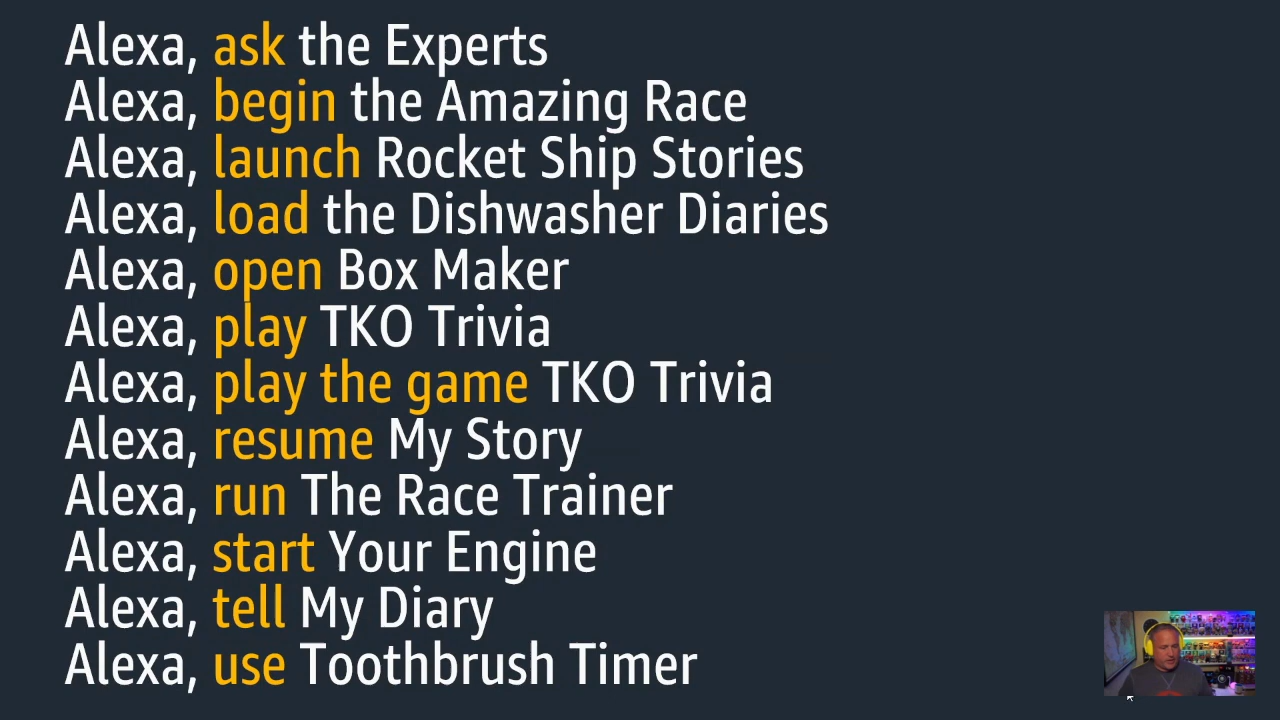 Alexa, ask the Experts
Alexa, begin the Amazing Race
Alexa, launch Rocket Ship Stories
Alexa, load the Dishwasher Diaries
Alexa, open Box Maker
Alexa, play TKO Trivia
Alexa, play the game TKO Trivia
Alexa, resume My Story
Alexa, run The Race Trainer
Alexa, start Your Engine
Alexa, tell My Diary
Alexa, use Toothbrush Timer